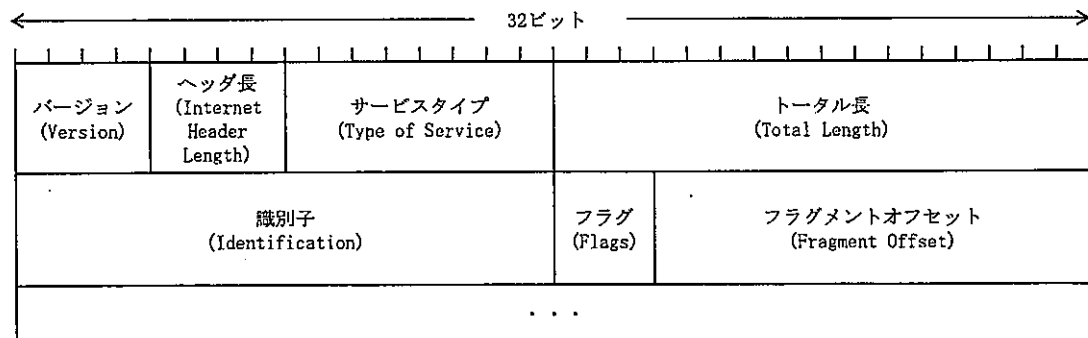 32ビット
バージョン
(Version)
ヘッダ長
(Internet
Header
Length)
サービスタイプ
(Type of Service)
トータル長
(Total Length)
識別子
(Identification)
フラグ
(Flags)
フラグメントオフセット
(Fragment Offset)
・・・